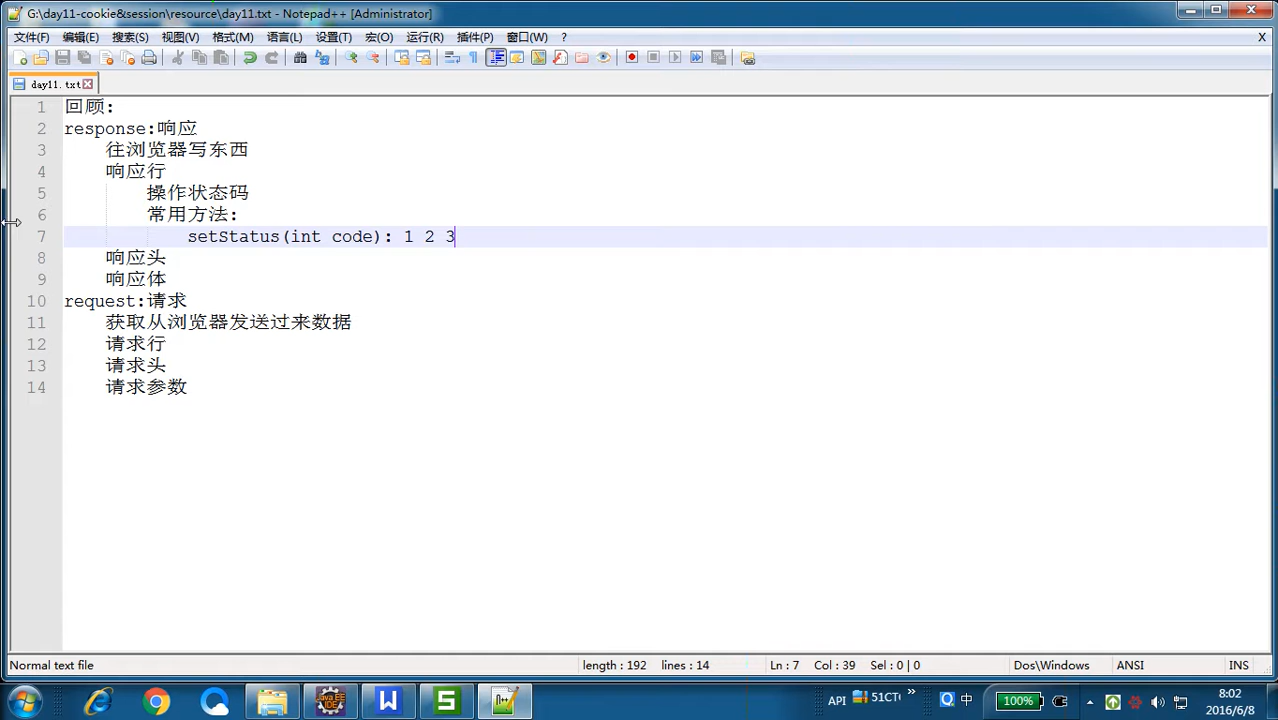 G:\day11-cookie&session\resource\day11.txt - Notepad++ [Administrator]
文件(F) 编辑(E) 搜索(S) 视图(V) 格式(M) 语言(L) 设置(T) 宏(O) 运行(R) 插件(P) 窗口(W) ? X
day11.txt
1 回顾:
2 response:响应
3 往浏览器写东西
4 响应行
5 操作状态码
6 常用方法:
7 setStatus(int code): 1 2 3
8 响应头
9 响应体
10 request:请求
11 获取从浏览器发送过来数据
12 请求行
13 请求头
14 请求参数
Normal text file length : 192 lines : 14 Ln : 7 Col : 39 Sel : 0 | 0 Dos\Windows ANSI INS
Java EE IDE W S API 51CT 中 100% 8:02
2016/6/8